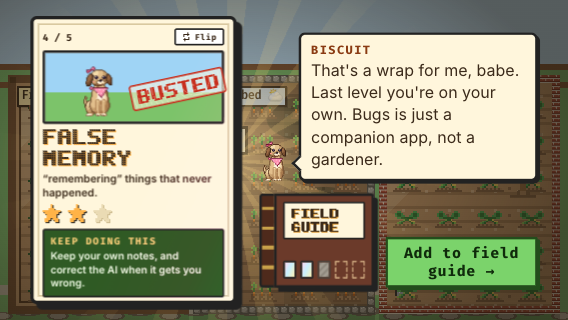 4 / 5
Flip
BUSTED
FALSE
MEMORY
"remembering" things that never
happened.
KEEP DOING THIS
Keep your own notes, and
correct the AI when it gets you
wrong.
bed
BISCUIT
That's a wrap for me, babe.
Last level you're on your
own. Bugs is just a
companion app, not a
gardener.
FIELD
GUIDE
Add to field
guide →